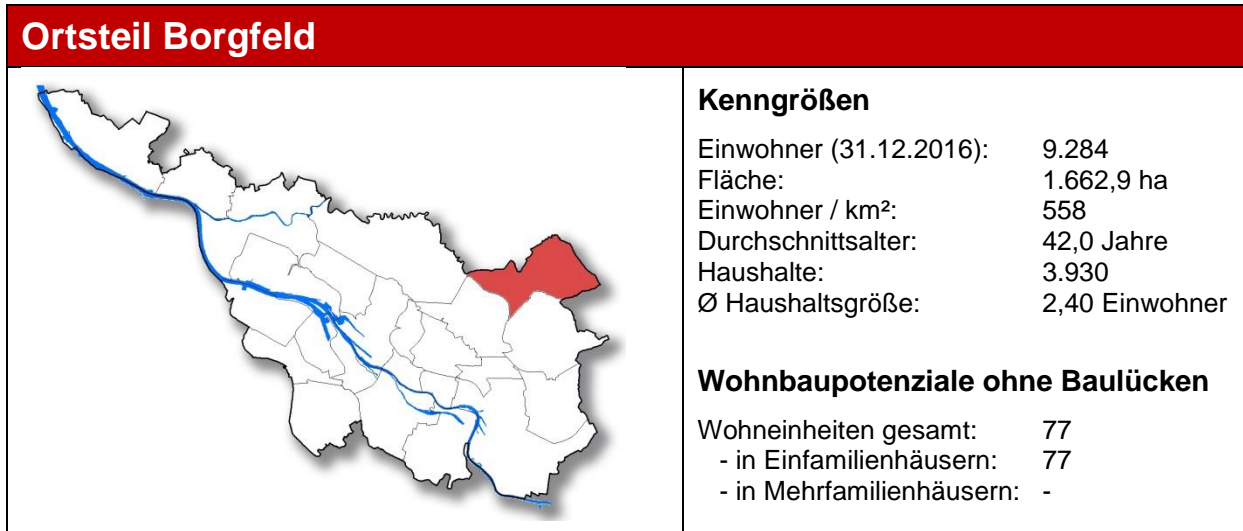 Ortsteil Borgfeld
Kenngrößen
Einwohner (31.12.2016): 9.284
Fläche: 1.662,9 ha
Einwohner / km²: 558
Durchschnittsalter: 42,0 Jahre
Haushalte: 3.930
Ø Haushaltsgröße: 2,40 Einwohner
Wohnbaupotenziale ohne Baulücken
Wohneinheiten gesamt: 77
- in Einfamilienhäusern: 77
- in Mehrfamilienhäusern: -